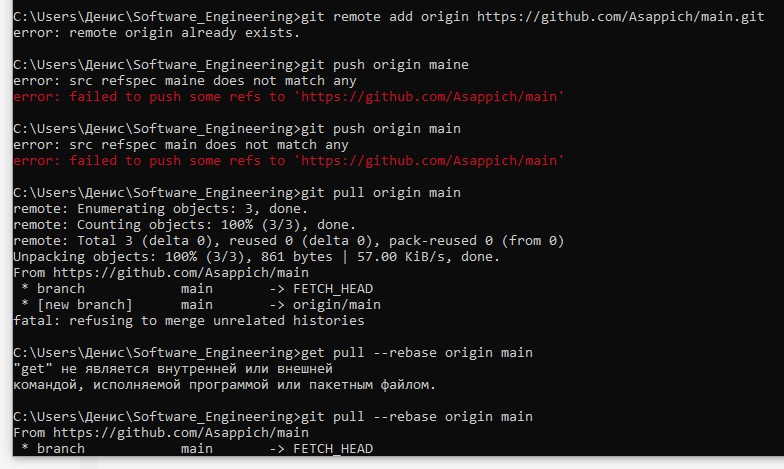 C:\Users\Денис\Software_Engineering>git remote add origin https://github.com/Asappich/main.git
error: remote origin already exists.
C:\Users\Денис\Software_Engineering>git push origin maine
error: src refspec maine does not match any
error: failed to push some refs to 'https://github.com/Asappich/main'
C:\Users\Денис\Software_Engineering>git push origin main
error: src refspec main does not match any
error: failed to push some refs to 'https://github.com/Asappich/main'
C:\Users\Денис\Software_Engineering>git pull origin main
remote: Enumerating objects: 3, done.
remote: Counting objects: 100% (3/3), done.
remote: Total 3 (delta 0), reused 0 (delta 0), pack-reused 0 (from 0)
Unpacking objects: 100% (3/3), 861 bytes | 57.00 KiB/s, done.
From https://github.com/Asappich/main
 * branch            main       -> FETCH_HEAD
 * [new branch]      main       -> origin/main
fatal: refusing to merge unrelated histories
C:\Users\Денис\Software_Engineering>get pull --rebase origin main
"get" не является внутренней или внешней
командой, исполняемой программой или пакетным файлом.
C:\Users\Денис\Software_Engineering>git pull --rebase origin main
From https://github.com/Asappich/main
 * branch            main       -> FETCH_HEAD